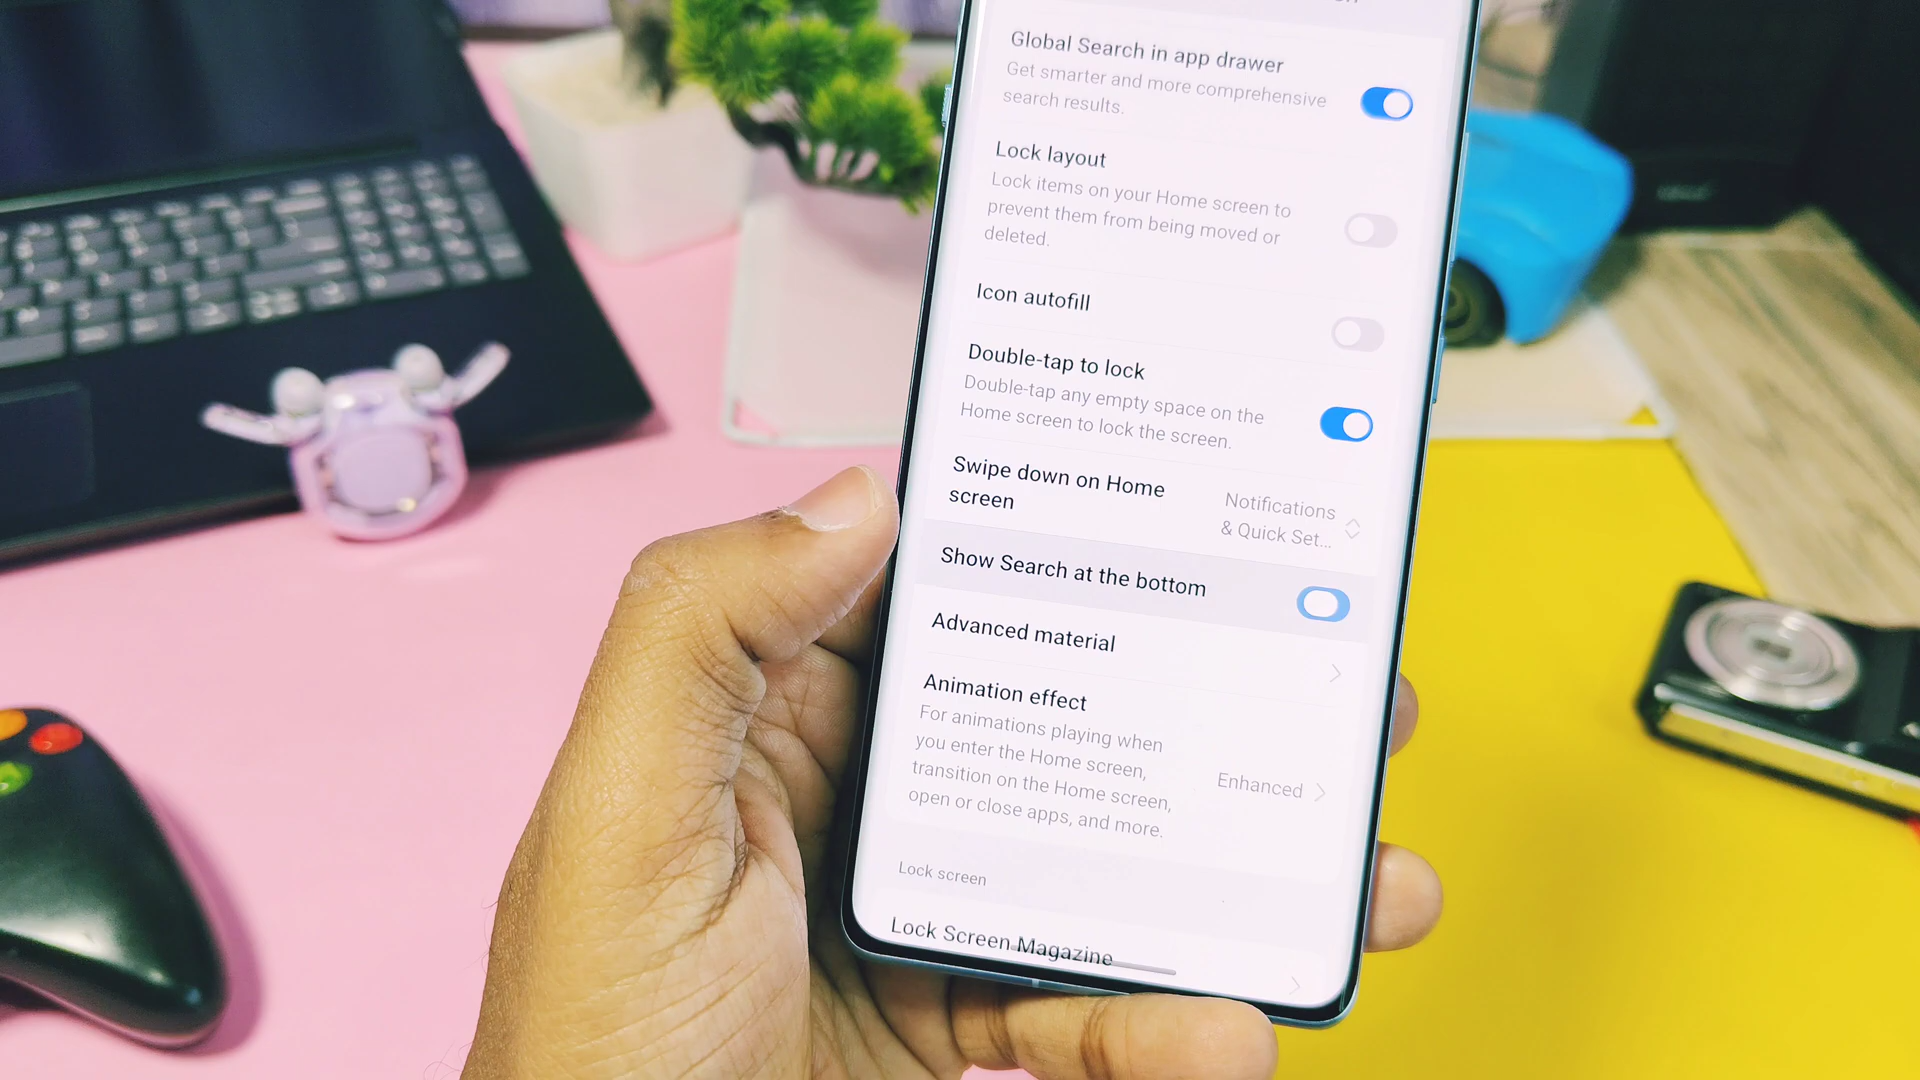 Global Search in app drawer
Get smarter and more comprehensive
search results.
Lock layout
Lock items on your Home screen to
prevent them from being moved or
deleted.
Icon autofill
Double-tap to lock
Double-tap any empty space on the
Home screen to lock the screen.
Swipe down on Home
screen
Notifications
& Quick Set...
Show Search at the bottom
Advanced material
Animation effect
For animations playing when
you enter the Home screen,
transition on the Home screen,
open or close apps, and more.
Enhanced
Lock screen
Lock Screen Magazine